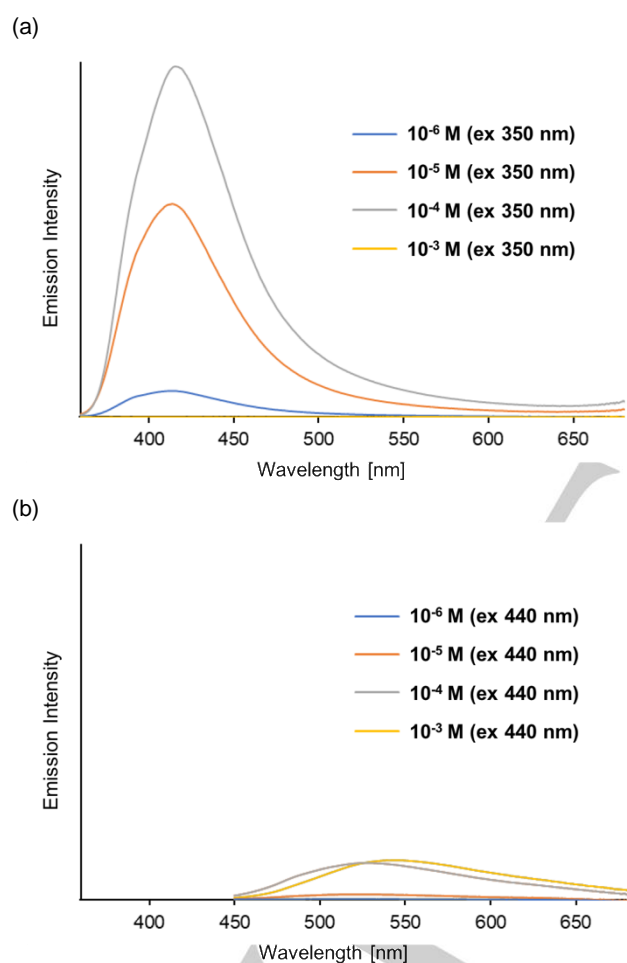 (a)
Emission Intensity
10⁻⁶ M (ex 350 nm)
10⁻⁵ M (ex 350 nm)
10⁻⁴ M (ex 350 nm)
10⁻³ M (ex 350 nm)
400 450 500 550 600 650
Wavelength [nm]
(b)
Emission Intensity
10⁻⁶ M (ex 440 nm)
10⁻⁵ M (ex 440 nm)
10⁻⁴ M (ex 440 nm)
10⁻³ M (ex 440 nm)
400 450 500 550 600 650
Wavelength [nm]